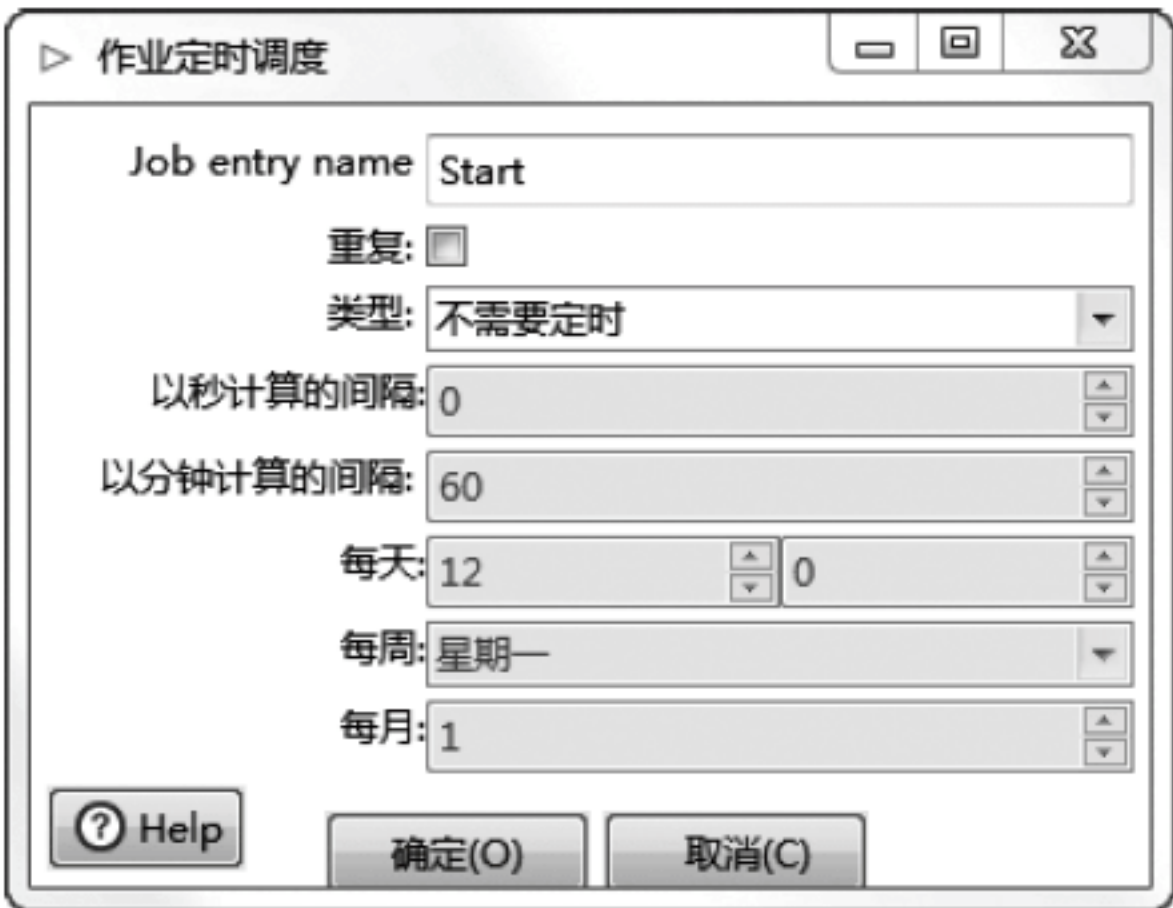 作业定时调度
Job entry name Start
重复:
类型: 不需要定时
以秒计算的间隔: 0
以分钟计算的间隔: 60
每天: 12 0
每周: 星期一
每月: 1
Help 确定(O) 取消(C)